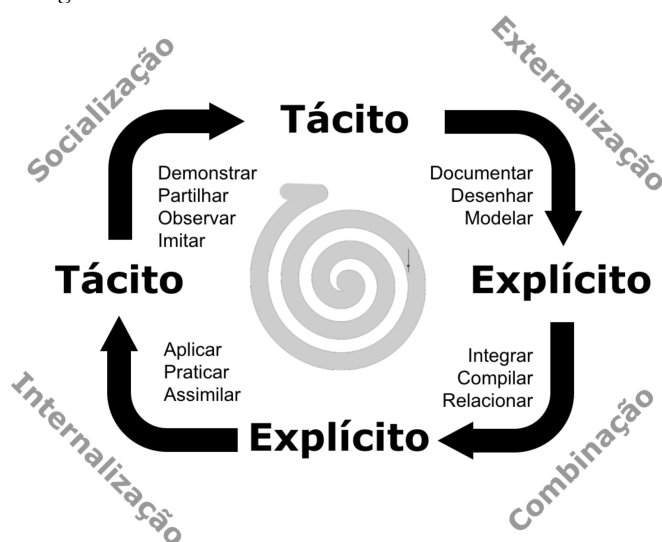 Socialização
Externalização
Tácito
Demonstrar
Partilhar
Observar
Imitar
Documentar
Desenhar
Modelar
Tácito
Explícito
Aplicar
Praticar
Assimilar
Integrar
Compilar
Relacionar
Explícito
Internalização
Combinação